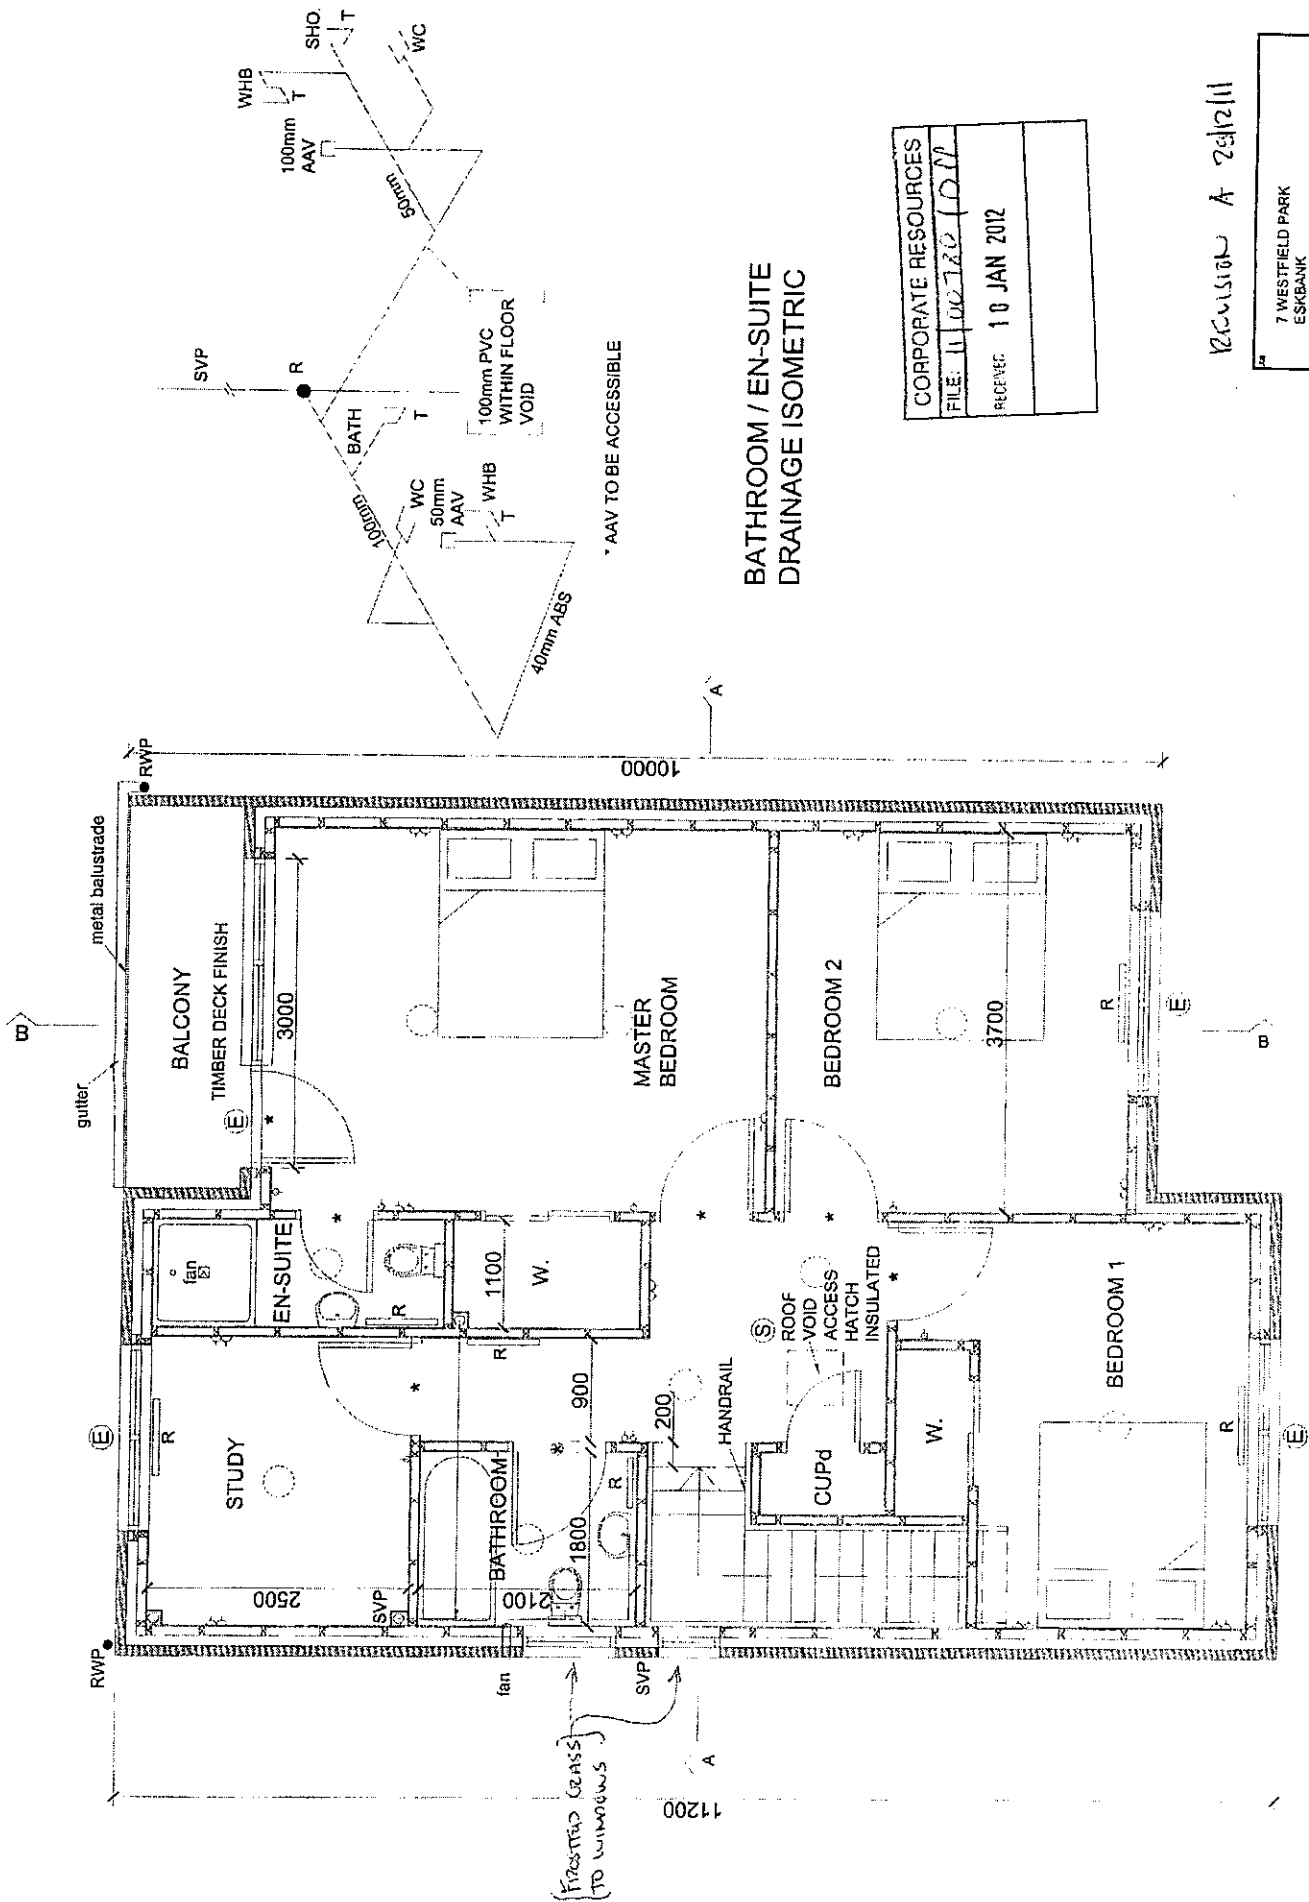 gutter
metal balustrade
RWP
RWP
BALCONY
TIMBER DECK FINISH
B
E
3000
10000
fan
EN-SUITE
R
STUDY
E
R
2500
SVP
BATHROOM
2100
1800
R
fan
SVP
1100
W.
R
900
200
HANDRAIL
S
ROOF
VOID
ACCESS
HATCH
INSULATED
CUPd
W.
MASTER
BEDROOM
BEDROOM 2
3700
R
E
B
BEDROOM 1
R
E
A
A
11200
FROSTED GLASS
TO WINDOWS
SVP
R
BATH
T
100mm
WC
50mm
AAV
WHB
T
40mm ABS
100mm PVC
WITHIN FLOOR
VOID
50mm
100mm
AAV
WHB
T
SHO.
T
WC
* AAV TO BE ACCESSIBLE
BATHROOM / EN-SUITE
DRAINAGE ISOMETRIC
CORPORATE RESOURCES
FILE:
RECEIVED 10 JAN 2012
REVISION A
7 WESTFIELD PARK
ESKBANK